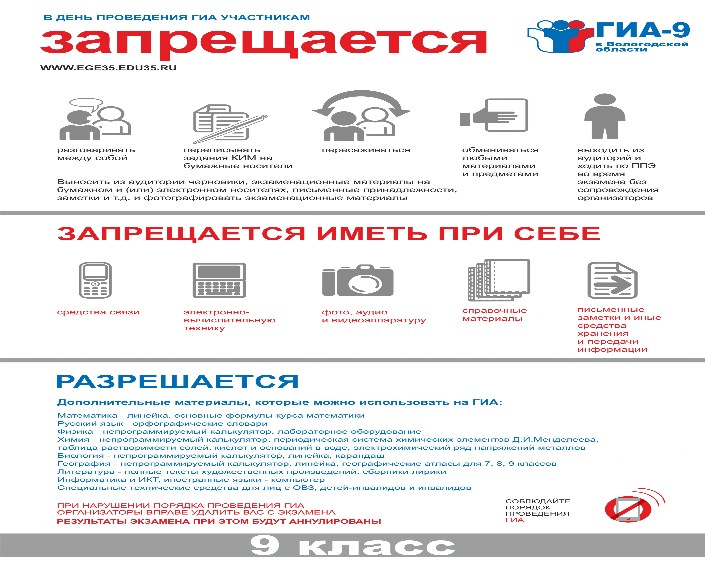 В ДЕНЬ ПРОВЕДЕНИЯ ГИА УЧАСТНИКАМ
запрещается
WWW.EGE35.EDU35.RU
ГИА-9
в Вологодской
области
разговаривать
между собой
переписывать
задания КИМ на
бумажные носители
пересаживаться
обмениваться
любыми
материалами
и предметами
выходить из
аудиторий и
ходить по ППЭ
во время
экзамена без
сопровождения
организаторов
Выносить из аудитории черновики, экзаменационные материалы на
бумажном и (или) электронном носителях, письменные принадлежности,
заметки и т.д. и фотографировать экзаменационные материалы
ЗАПРЕЩАЕТСЯ ИМЕТЬ ПРИ СЕБЕ
средства связи
электронно-
вычислительную
технику
фото, аудио
и видеоаппаратуру
справочные
материалы
письменные
заметки и иные
средства
хранения
и передачи
информации
РАЗРЕШАЕТСЯ
Дополнительные материалы, которые можно использовать на ГИА:
Математика - линейка, основные формулы курса математики
Русский язык - орфографические словари
Физика - непрограммируемый калькулятор, лабораторное оборудование
Химия - непрограммируемый калькулятор, периодическая система химических элементов Д.И.Менделеева,
таблица растворимости солей, кислот и оснований в воде, электрохимический ряд напряжений металлов
Биология - непрограммируемый калькулятор, линейка, карандаш
География - непрограммируемый калькулятор, линейка, географические атласы для 7, 8, 9 классов
Литература - полные тексты художественных произведений, сборники лирики
Информатика и ИКТ, иностранные языки - компьютер
Специальные технические средства для лиц с ОВЗ, детей-инвалидов и инвалидов
ПРИ НАРУШЕНИИ ПОРЯДКА ПРОВЕДЕНИЯ ГИА
ОРГАНИЗАТОРЫ ВПРАВЕ УДАЛИТЬ ВАС С ЭКЗАМЕНА
РЕЗУЛЬТАТЫ ЭКЗАМЕНА ПРИ ЭТОМ БУДУТ АННУЛИРОВАНЫ
СОБЛЮДАЙТЕ
ПОРЯДОК
ПРОВЕДЕНИЯ
ГИА
9 класс